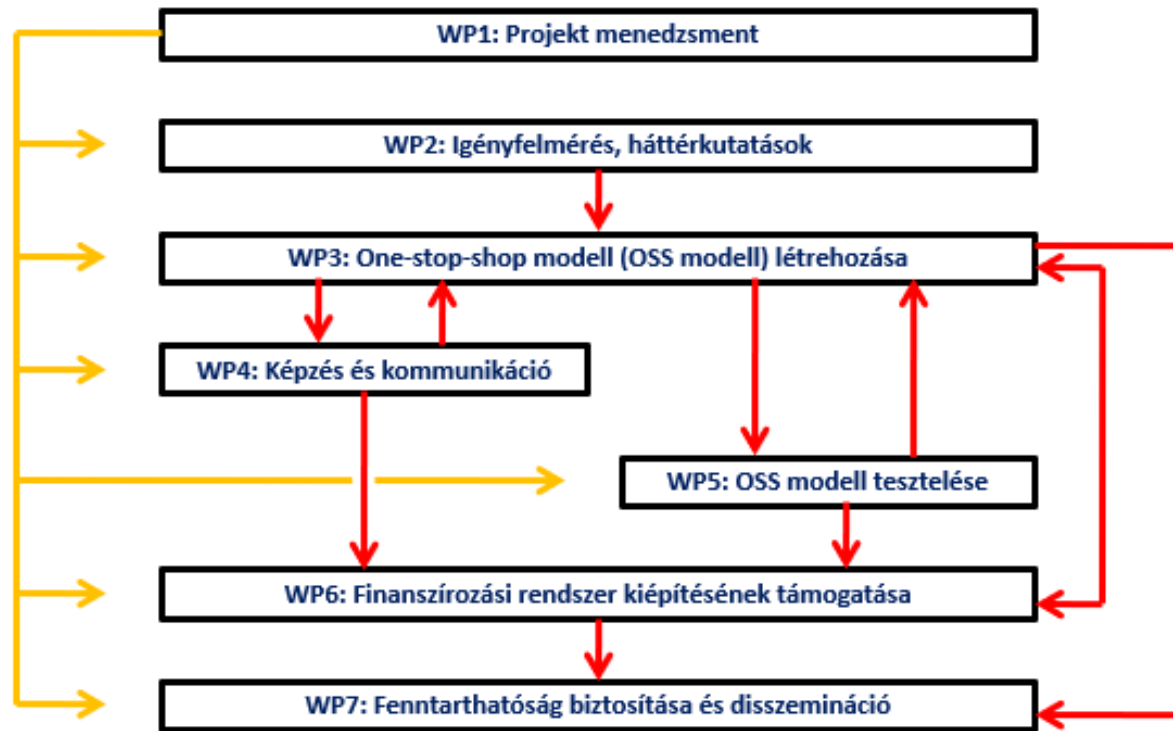 WP1: Projekt menedzsment
WP2: Igényfelmérés, háttérkutatások
WP3: One-stop-shop modell (OSS modell) létrehozása
WP4: Képzés és kommunikáció
WP5: OSS modell tesztelése
WP6: Finanszírozási rendszer kiépítésének támogatása
WP7: Fenntarthatóság biztosítása és disszemináció